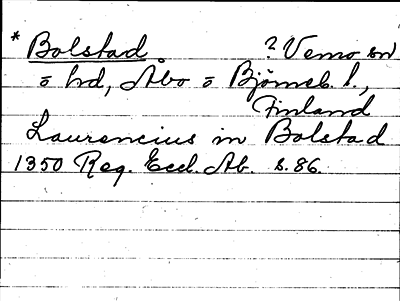 * Bolstad ? Vemo sn
ö hd, Åbo o Björneb. l.,
Finland
Laurencius in Bolstad
1350 Reg. Eccl. Ab. s. 86.